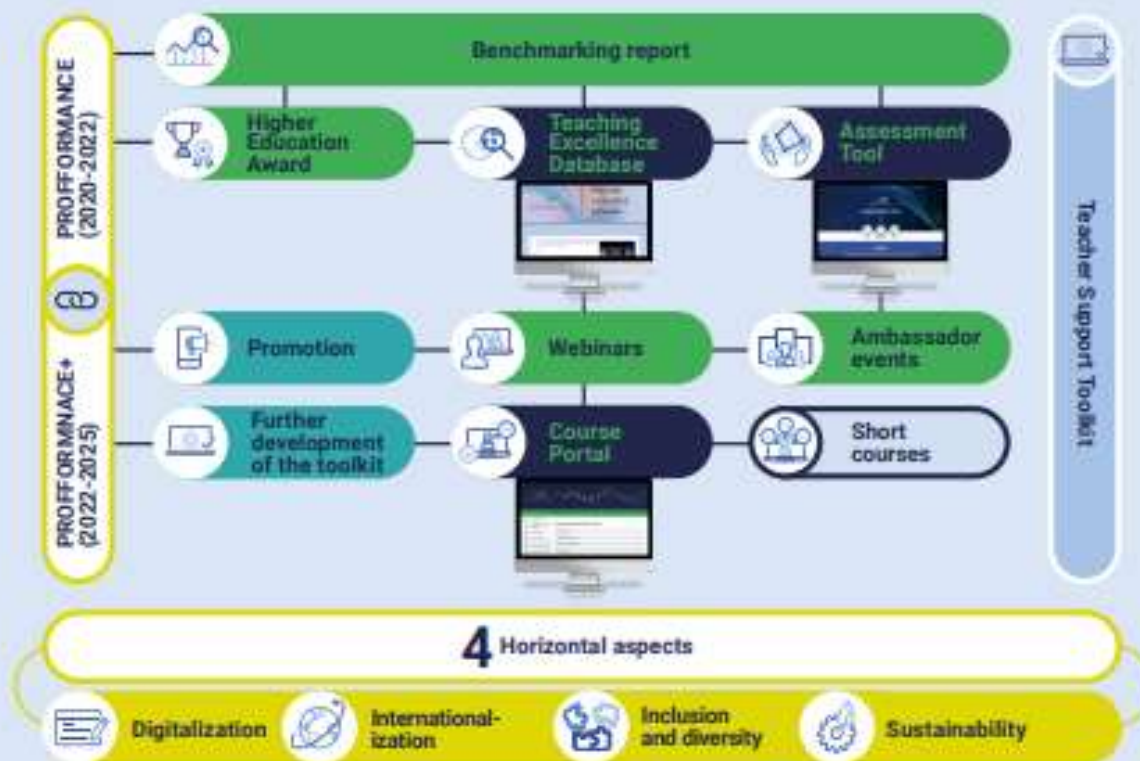 PROFFORMANCE
(2020-2022)
Benchmarking report
Higher
Education
Award
Teaching
Excellence
Database
Assessment
Tool
Teacher Support Toolkit
PROFFORMNACE+
(2022-2025)
Promotion
Webinars
Ambassador
events
Further
development
of the toolkit
Course
Portal
Short
courses
4 Horizontal aspects
Digitalization
International-
ization
Inclusion
and diversity
Sustainability